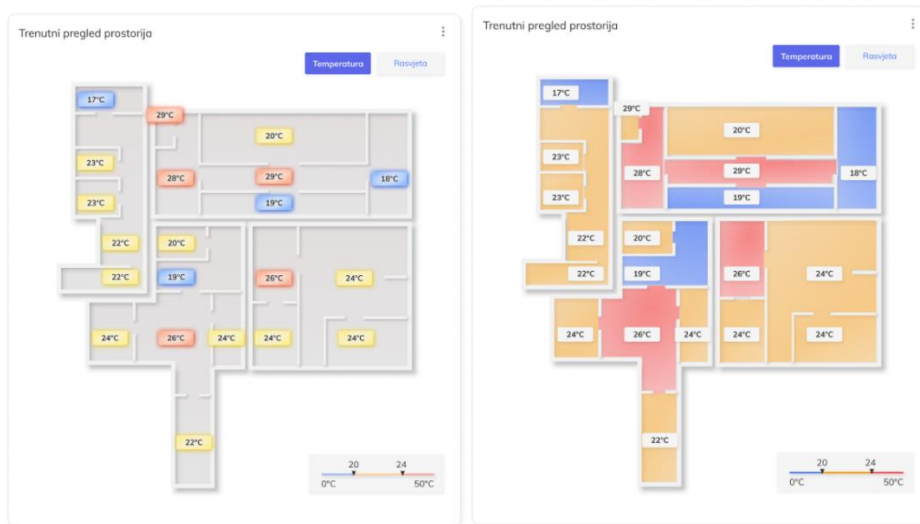 Trenutni pregled prostorija
Temperatura Rasvjeta
17°C
29°C
20°C
23°C
28°C 29°C 18°C
23°C
19°C
22°C 20°C
22°C 19°C 26°C 24°C
24°C 26°C 24°C 24°C 24°C
22°C
20 24
0°C 50°C
Trenutni pregled prostorija
Temperatura Rasvjeta
17°C
29°C
20°C
23°C
28°C 29°C 18°C
23°C
19°C
22°C 20°C
22°C 19°C 26°C 24°C
24°C 26°C 24°C 24°C 24°C
22°C
20 24
0°C 50°C